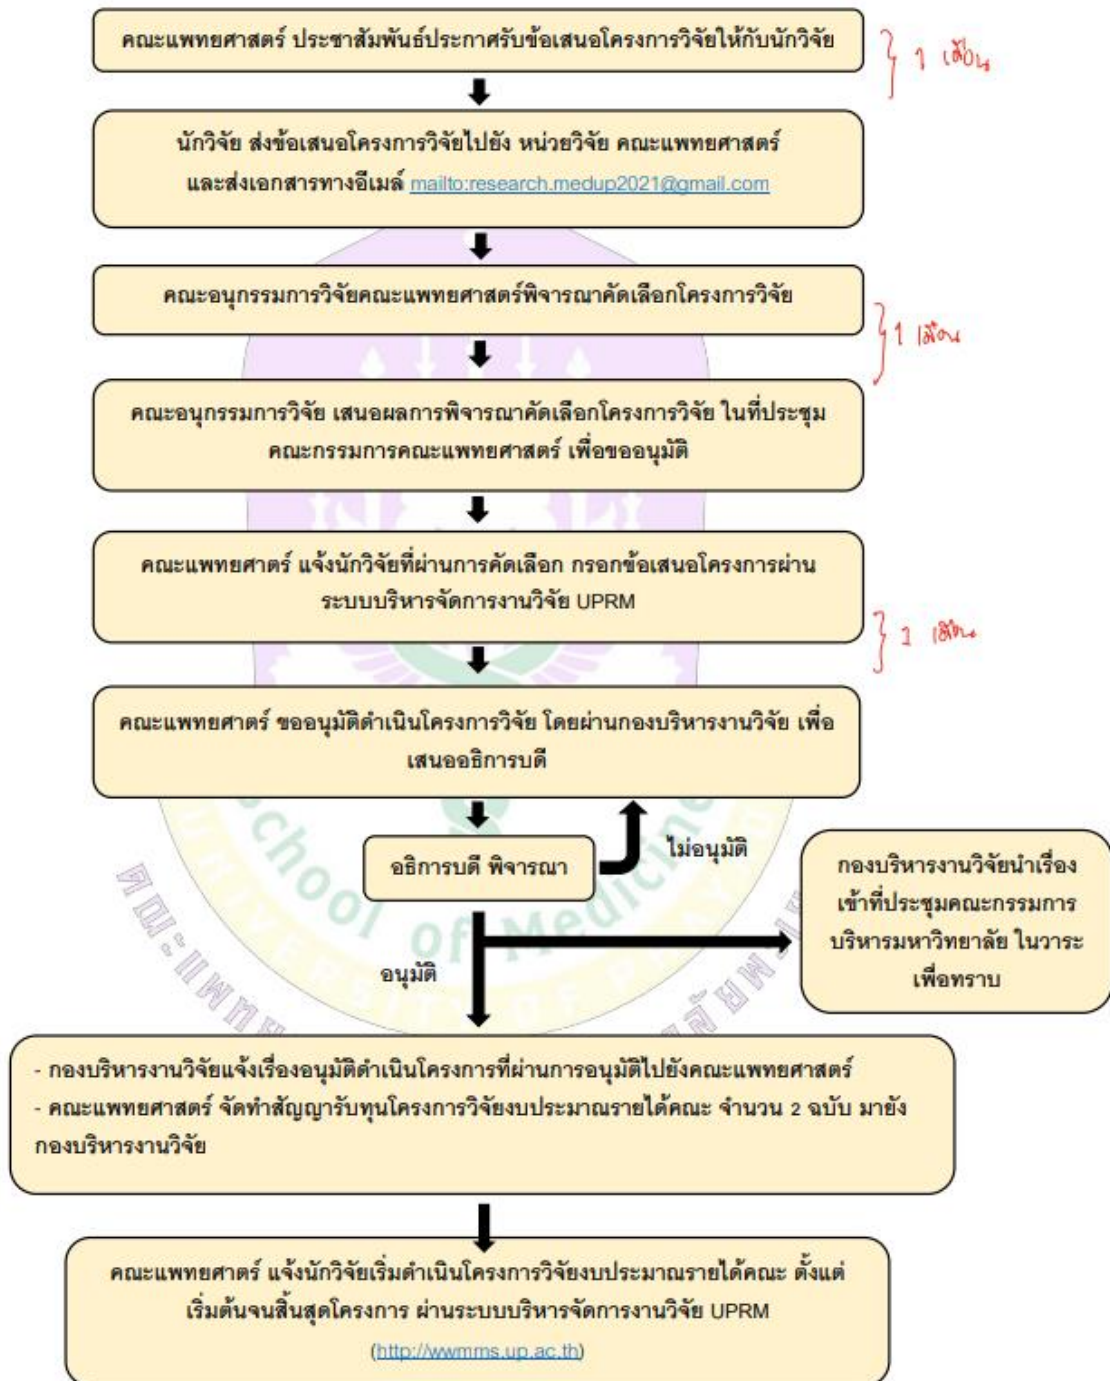 คณะแพทยศาสตร์ ประชาสัมพันธ์ประกาศรับข้อเสนอโครงการวิจัยให้กับนักวิจัย
1 เดือน
นักวิจัย ส่งข้อเสนอโครงการวิจัยไปยัง หน่วยวิจัย คณะแพทยศาสตร์
และส่งเอกสารทางอีเมล์ mailto:research.medup2021@gmail.com
คณะอนุกรรมการวิจัยคณะแพทยศาสตร์พิจารณาคัดเลือกโครงการวิจัย
1 เดือน
คณะอนุกรรมการวิจัย เสนอผลการพิจารณาคัดเลือกโครงการวิจัย ในที่ประชุม
คณะกรรมการคณะแพทยศาสตร์ เพื่อขออนุมัติ
คณะแพทยศาตร์ แจ้งนักวิจัยที่ผ่านการคัดเลือก กรอกข้อเสนอโครงการผ่าน
ระบบบริหารจัดการงานวิจัย UPRM
เดือน
คณะแพทยศาตร์ ขออนุมัติดำเนินโครงการวิจัย โดยผ่านกองบริหารงานวิจัย เพื่อ
เสนออธิการบดี
อธิการบดี พิจารณา
ไม่อนุมัติ
กองบริหารงานวิจัยนำเรื่อง
เข้าที่ประชุมคณะกรรมการ
บริหารมหาวิทยาลัย ในวาระ
เพื่อทราบ
อนุมัติ
School of Medicine
- กองบริหารงานวิจัยแจ้งเรื่องอนุมัติดำเนินโครงการที่ผ่านการอนุมัติไปยังคณะแพทยศาสตร์
- คณะแพทยศาสตร์ จัดทำสัญญารับทุนโครงการวิจัยงบประมาณรายได้คณะ จำนวน 2 ฉบับ มายัง
กองบริหารงานวิจัย
คณะแพทยศาตร์ แจ้งนักวิจัยเริ่มดำเนินโครงการวิจัยงบประมาณรายได้คณะ ตั้งแต่
เริ่มต้นจนสิ้นสุดโครงการ ผ่านระบบบริหารจัดการงานวิจัย UPRM
(http://wwmms.up.ac.th)